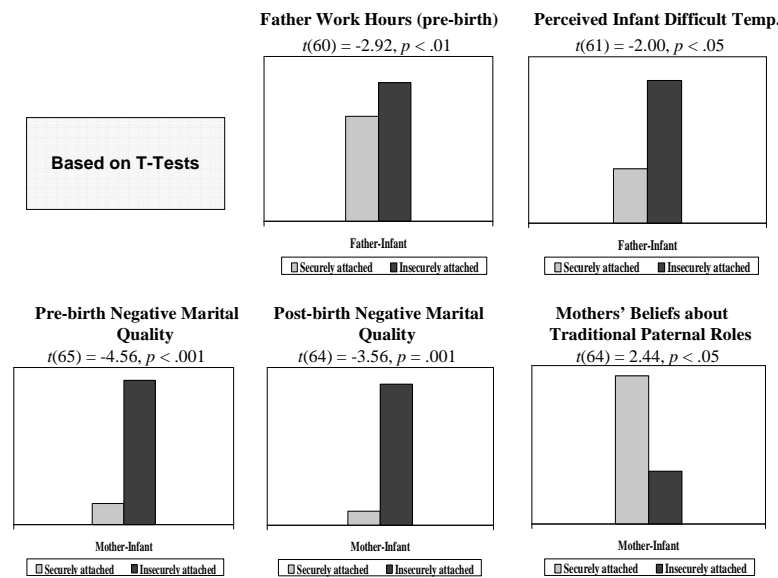 Father Work Hours (pre-birth)
t(60) = -2.92, p < .01
Father-Infant
Securely attached Insecurely attached
Perceived Infant Difficult Temp.
t(61) = -2.00, p < .05
Father-Infant
Securely attached Insecurely attached
Based on T-Tests
Pre-birth Negative Marital
Quality
t(65) = -4.56, p < .001
Mother-Infant
Securely attached Insecurely attached
Post-birth Negative Marital
Quality
t(64) = -3.56, p = .001
Mother-Infant
Securely attached Insecurely attached
Mothers’ Beliefs about
Traditional Paternal Roles
t(64) = 2.44, p < .05
Mother-Infant
Securely attached Insecurely attached